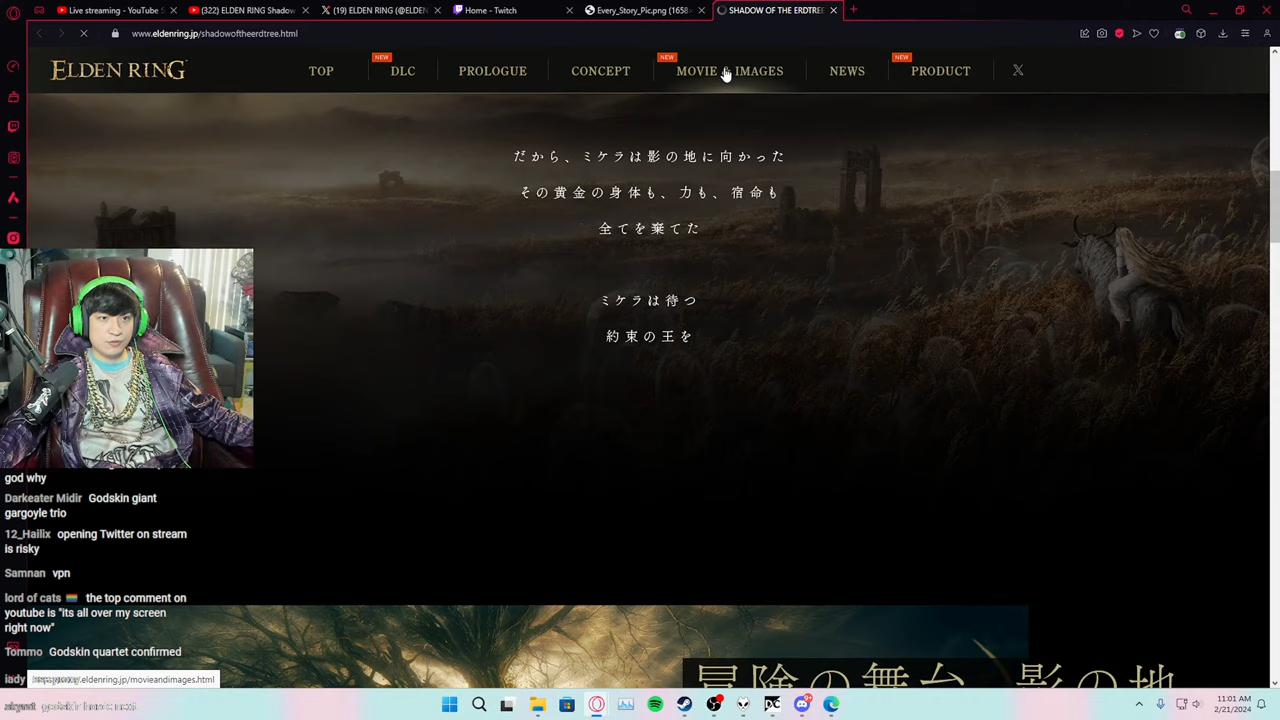 Live streaming - YouTube S
(322) ELDEN RING Shadow
(19) ELDEN RING (@ELDEN
Home - Twitch
Every_Story_Pic.png (1658×
SHADOW OF THE ERDTREE
www.eldenring.jp/shadowoftheerdtree.html
ELDEN RING
TOP
NEW
DLC
PROLOGUE
CONCEPT
NEW
MOVIE & IMAGES
NEWS
NEW
PRODUCT
だから、ミケラは影の地に向かった
その黄金の身体も、力も、宿命も
全てを棄てた
ミケラは待つ
約束の王を
god why
Darkeater Midir Godskin giant
gargoyle trio
12_Hailix opening Twitter on stream
is risky
Samnan vpn
lord of cats the top comment on
youtube is "its all over my screen
right now"
Tommo Godskin quartet confirmed
冒険の舞台、影の地
.eldenring.jp/movieandimages.html
11:01 AM
2/21/2024